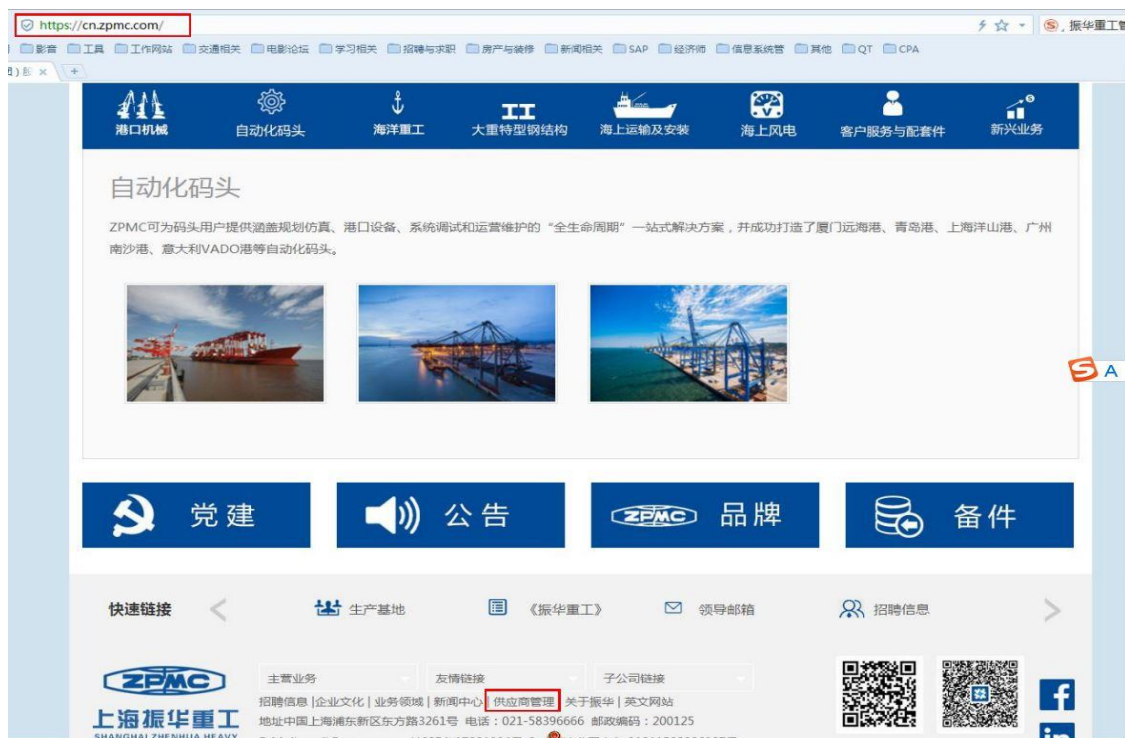 https://cn.zpmc.com/
振华重工
影音 工具 工作网站 交通相关 电影论坛 学习相关 招聘与求职 房产与装修 新闻相关 SAP 经济师 信息系统管 其他 QT CPA
港口机械 自动化码头 海洋重工 大重特型钢结构 海上运输及安装 海上风电 客户服务与配套件 新兴业务
自动化码头
ZPMC可为码头用户提供涵盖规划仿真、港口设备、系统调试和运营维护的“全生命周期”一站式解决方案，并成功打造了厦门远海港、青岛港、上海洋山港、广州
南沙港、意大利VADO港等自动化码头。
S A
党建 公告 ZPMC 品牌 备件
快速链接 生产基地 《振华重工》 领导邮箱 招聘信息
ZPMC 主营业务 友情链接 子公司链接
招聘信息 | 企业文化 | 业务领域 | 新闻中心 | 供应商管理 | 关于振华 | 英文网站
上海振华重工 地址中国上海浦东新区东方路3261号 电话：021-58396666 邮政编码：200125
SHANGHAI ZHENHUA HEAVY